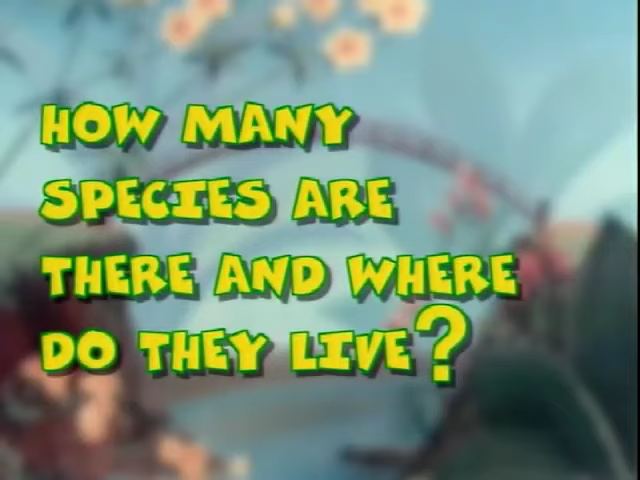 HOW MANY
SPECIES ARE
THERE AND WHERE
DO THEY LIVE?